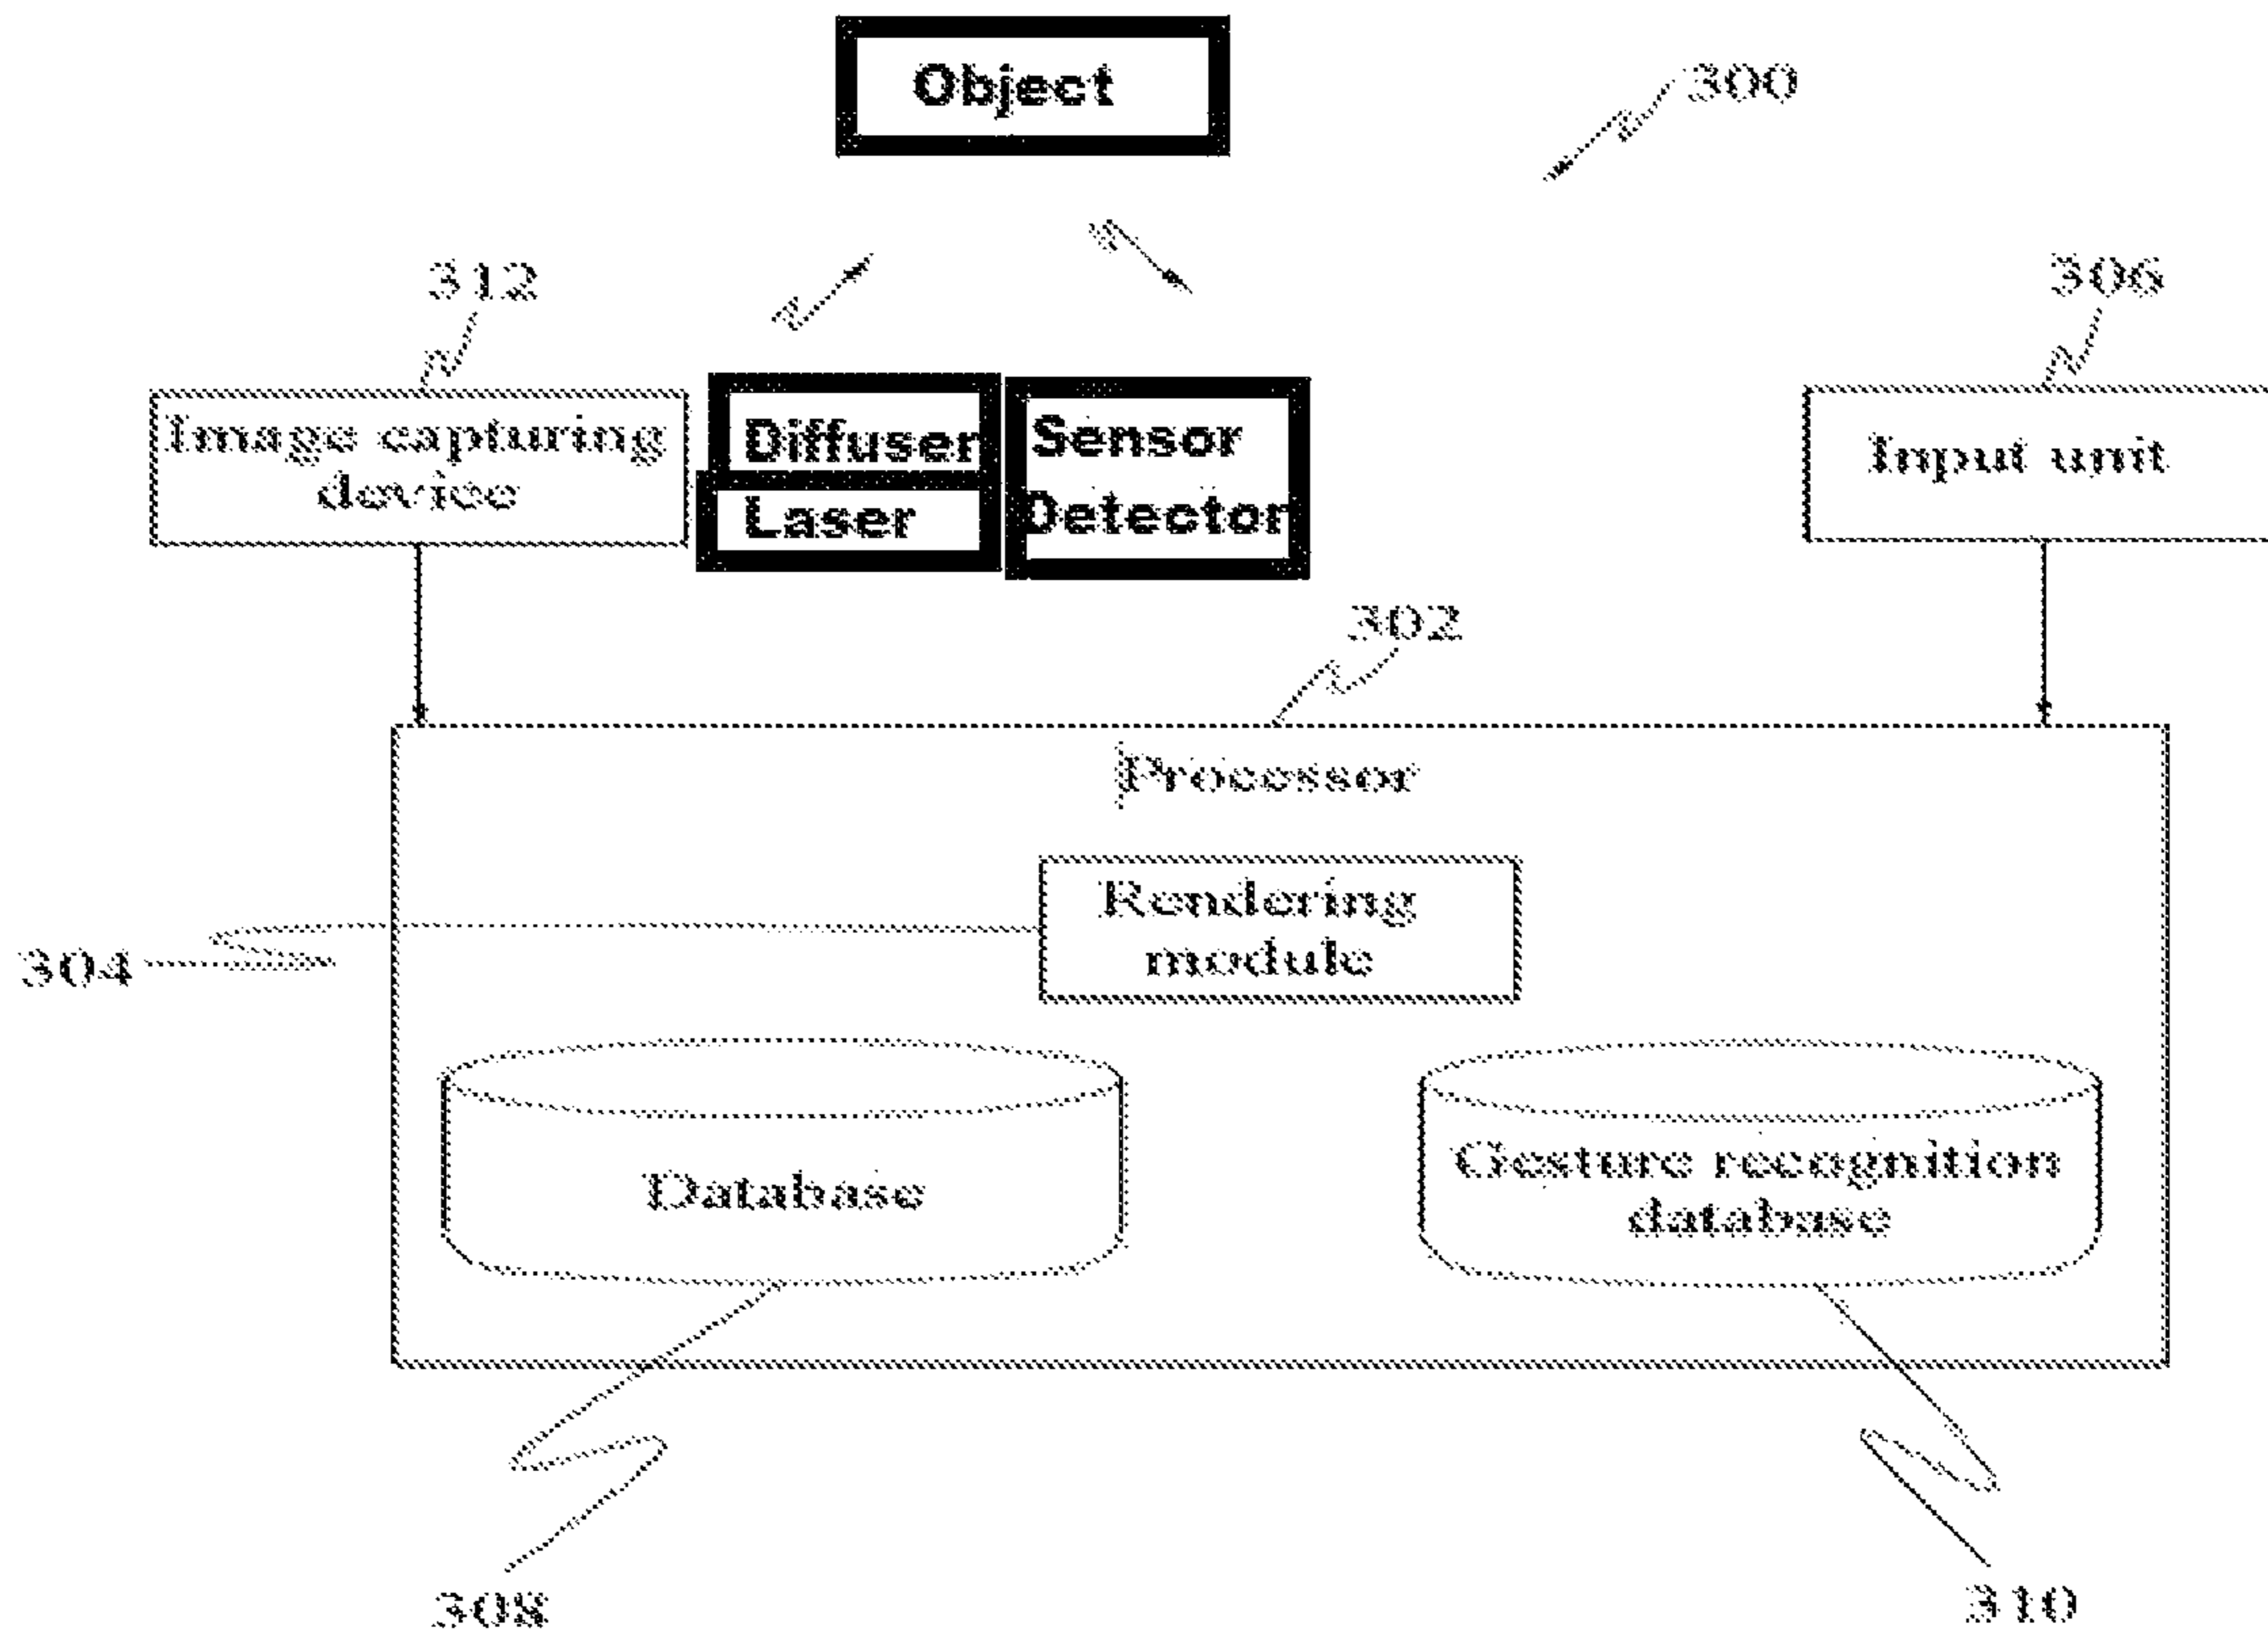 Object
300
312
306
Image capturing
device
Diffuser
Laser
Sensor
Detector
Input unit
302
Processor
Rendering
module
304
Database
Gesture recognition
database
308
310